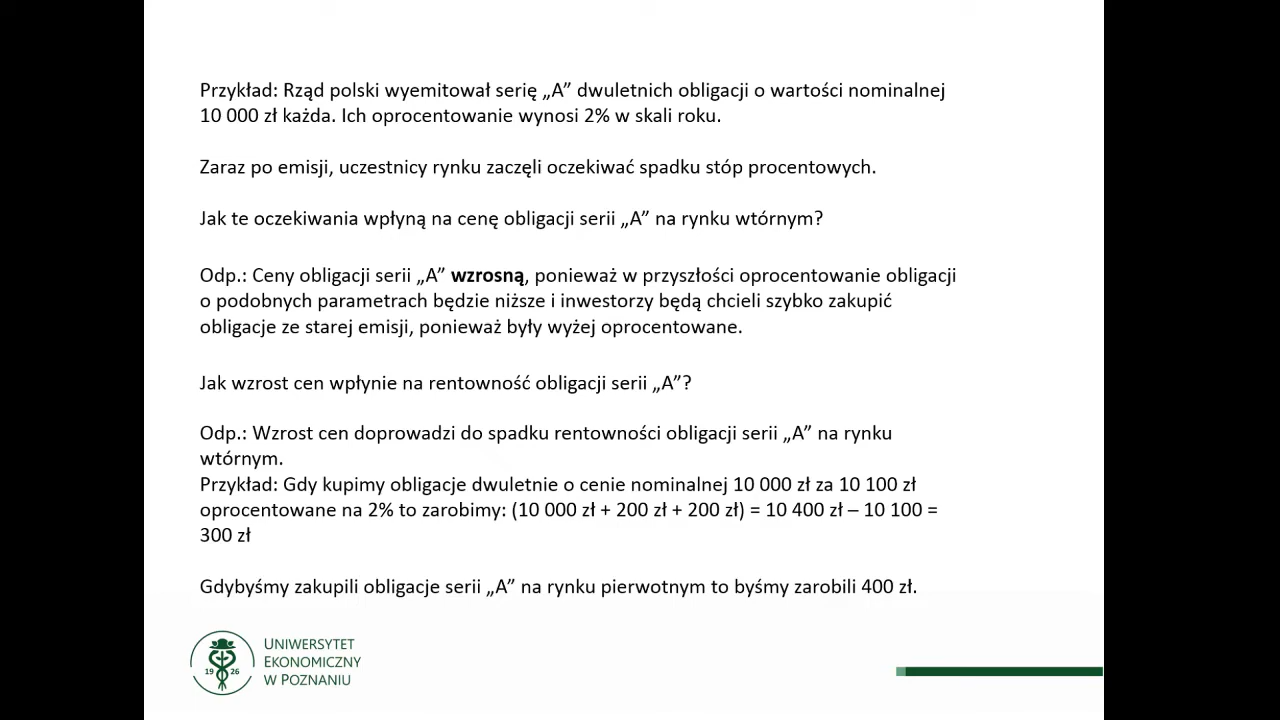 Przykład: Rząd polski wyemitował serię „A” dwuletnich obligacji o wartości nominalnej
10 000 zł każda. Ich oprocentowanie wynosi 2% w skali roku.
Zaraz po emisji, uczestnicy rynku zaczęli oczekiwać spadku stóp procentowych.
Jak te oczekiwania wpłyną na cenę obligacji serii „A” na rynku wtórnym?
Odp.: Ceny obligacji serii „A” wzrosną, ponieważ w przyszłości oprocentowanie obligacji
o podobnych parametrach będzie niższe i inwestorzy będą chcieli szybko zakupić
obligacje ze starej emisji, ponieważ były wyżej oprocentowane.
Jak wzrost cen wpłynie na rentowność obligacji serii „A”?
Odp.: Wzrost cen doprowadzi do spadku rentowności obligacji serii „A” na rynku
wtórnym.
Przykład: Gdy kupimy obligacje dwuletnie o cenie nominalnej 10 000 zł za 10 100 zł
oprocentowane na 2% to zarobimy: (10 000 zł + 200 zł + 200 zł) = 10 400 zł – 10 100 =
300 zł
Gdybyśmy zakupili obligacje serii „A” na rynku pierwotnym to byśmy zarobili 400 zł.
19 26
UNIWERSYTET
EKONOMICZNY
W POZNANIU